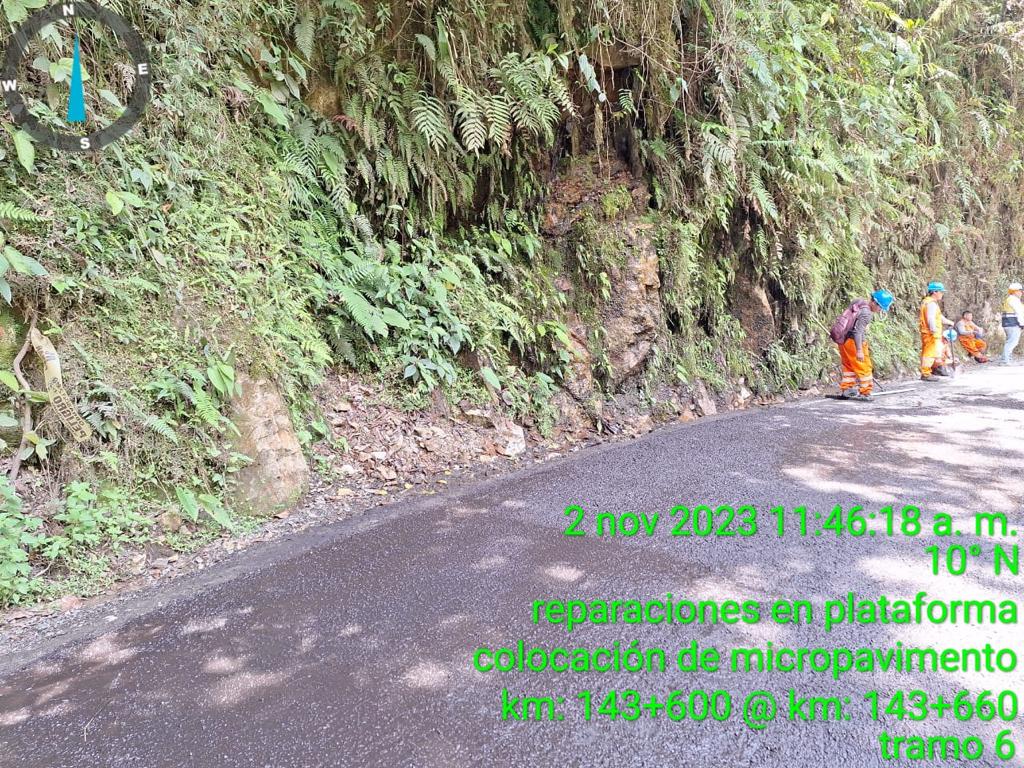 N
W E
S
2 nov 2023 11:46:18 a. m.
10° N
reparaciones en plataforma
colocación de micropavimento
km: 143+600 @ km: 143+660
tramo 6